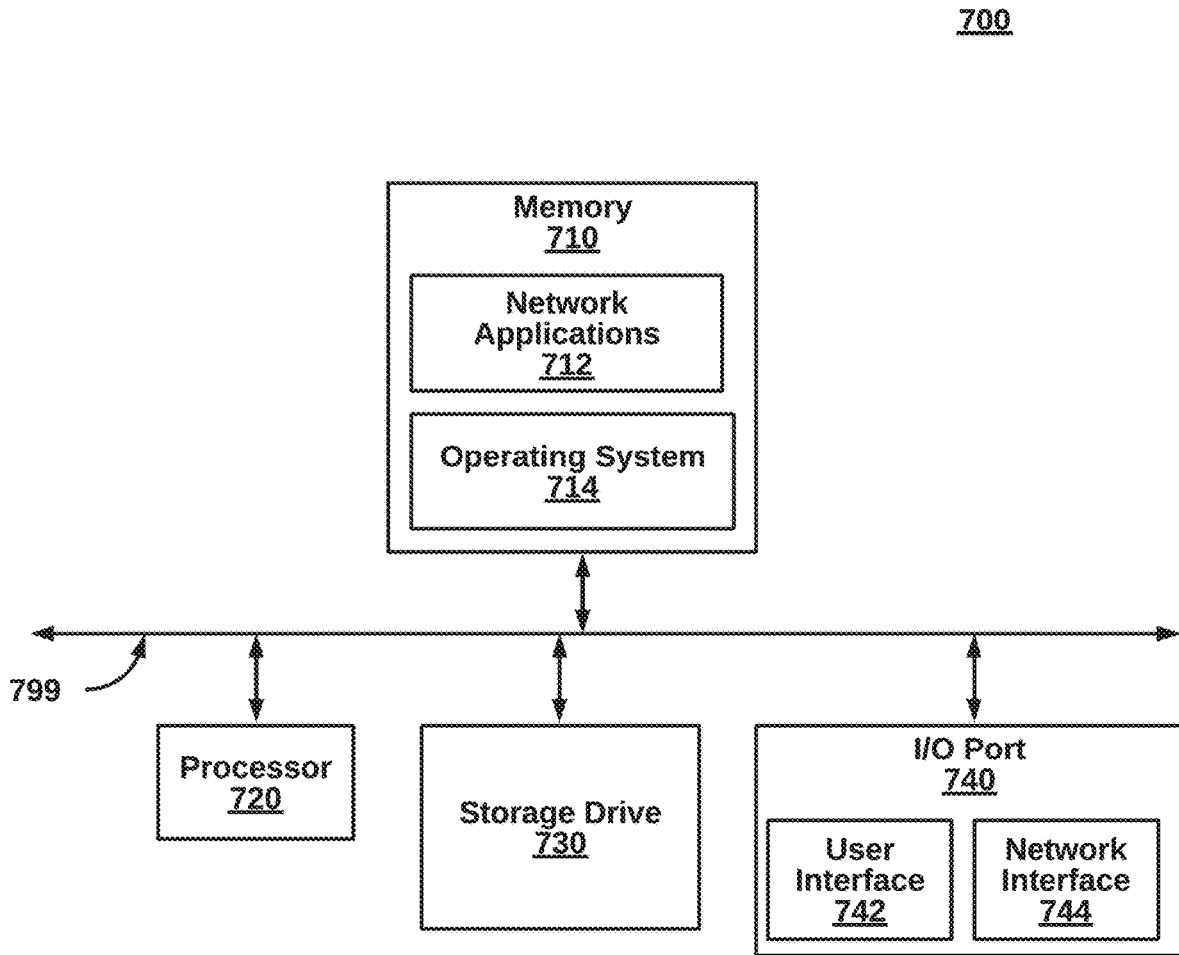 700
Memory
710
Network
Applications
712
Operating System
714
799
Processor
720
Storage Drive
730
I/O Port
740
User
Interface
742
Network
Interface
744